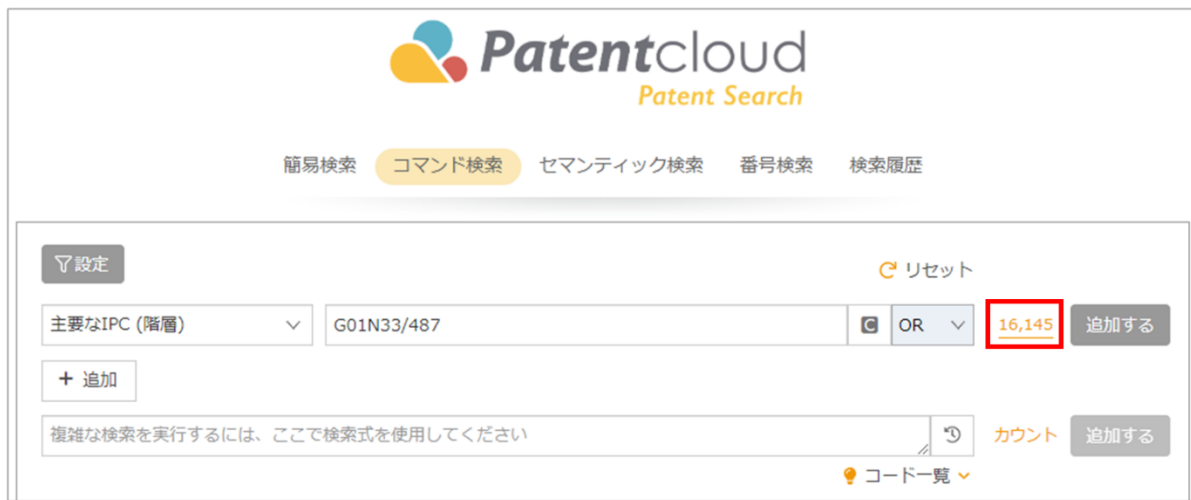 Patentcloud
Patent Search
簡易検索 コマンド検索 セマンティック検索 番号検索 検索履歴
設定
リセット
主要なIPC (階層) G01N33/487 C OR 16,145 追加する
+ 追加
複雑な検索を実行するには、ここで検索式を使用してください カウント 追加する
コード一覧